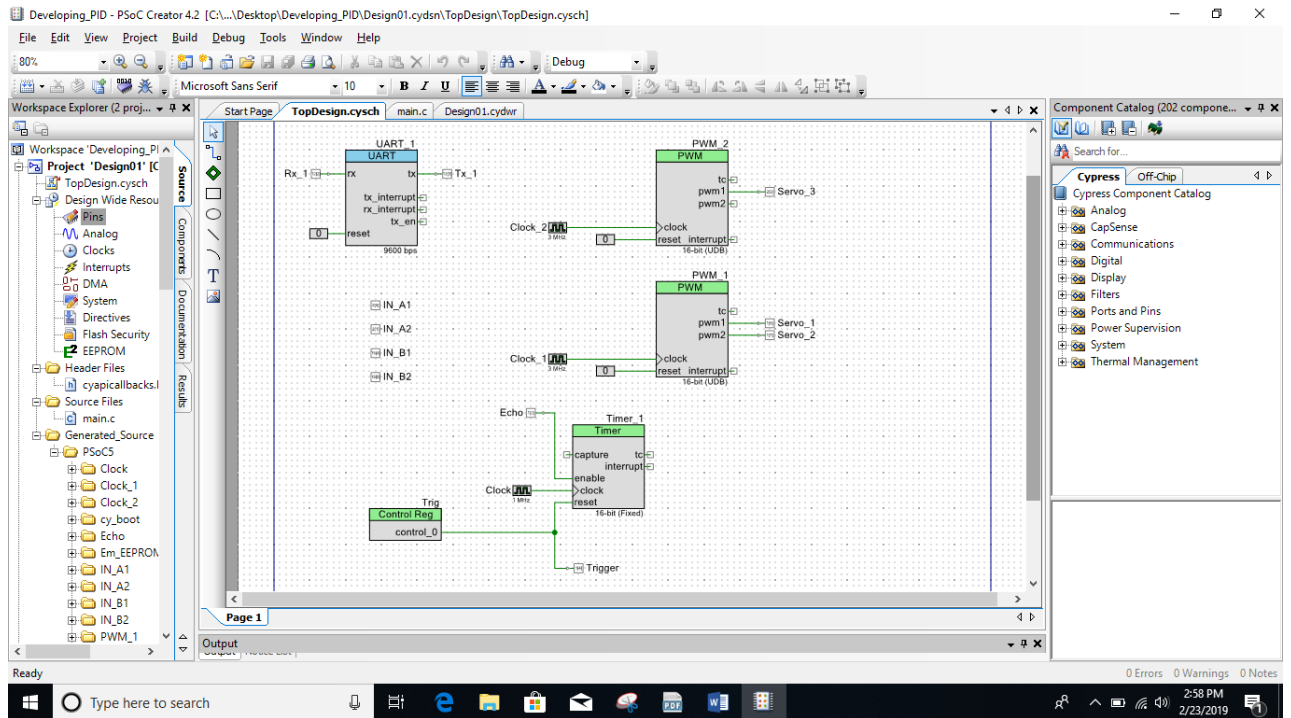 Developing_PID - PSoC Creator 4.2 [C:\...\Desktop\Developing_PID\Design01.cydsn\TopDesign\TopDesign.cysch]
File Edit View Project Build Debug Tools Window Help
80% Debug
Microsoft Sans Serif 10 B I U A
Workspace Explorer (2 proj...
Workspace 'Developing_PI
Project 'Design01' [C
TopDesign.cysch
Design Wide Resou
Pins
Analog
Clocks
Interrupts
DMA
System
Directives
Flash Security
EEPROM
Header Files
cyapicallbacks.l
Source Files
main.c
Generated_Source
PSoC5
Clock
Clock_1
Clock_2
cy_boot
Echo
Em_EEPROM
IN_A1
IN_A2
IN_B1
IN_B2
PWM_1
Source
Components
Documentation
Results
Start Page TopDesign.cysch main.c Design01.cydwr
T
UART_1
UART
Rx_1 rx tx Tx_1
tx_interrupt
rx_interrupt
tx_en
0 reset
9600 bps
PWM_2
PWM
tc
pwm1 Servo_3
pwm2
Clock_2 clock
3 MHz
0 reset interrupt
16-bit (UDB)
PWM_1
PWM
tc
pwm1 Servo_1
pwm2 Servo_2
Clock_1 clock
3 MHz
0 reset interrupt
16-bit (UDB)
IN_A1
IN_A2
IN_B1
IN_B2
Echo
Timer_1
Timer
capture tc
interrupt
enable
Clock clock
1 MHz
reset
16-bit (Fixed)
Trig
Control Reg
control_0
Trigger
Page 1
Output
Component Catalog (202 compone...
Search for...
Cypress Off-Chip
Cypress Component Catalog
Analog
CapSense
Communications
Digital
Display
Filters
Ports and Pins
Power Supervision
System
Thermal Management
Ready
0 Errors 0 Warnings 0 Notes
Type here to search
2:58 PM
2/23/2019